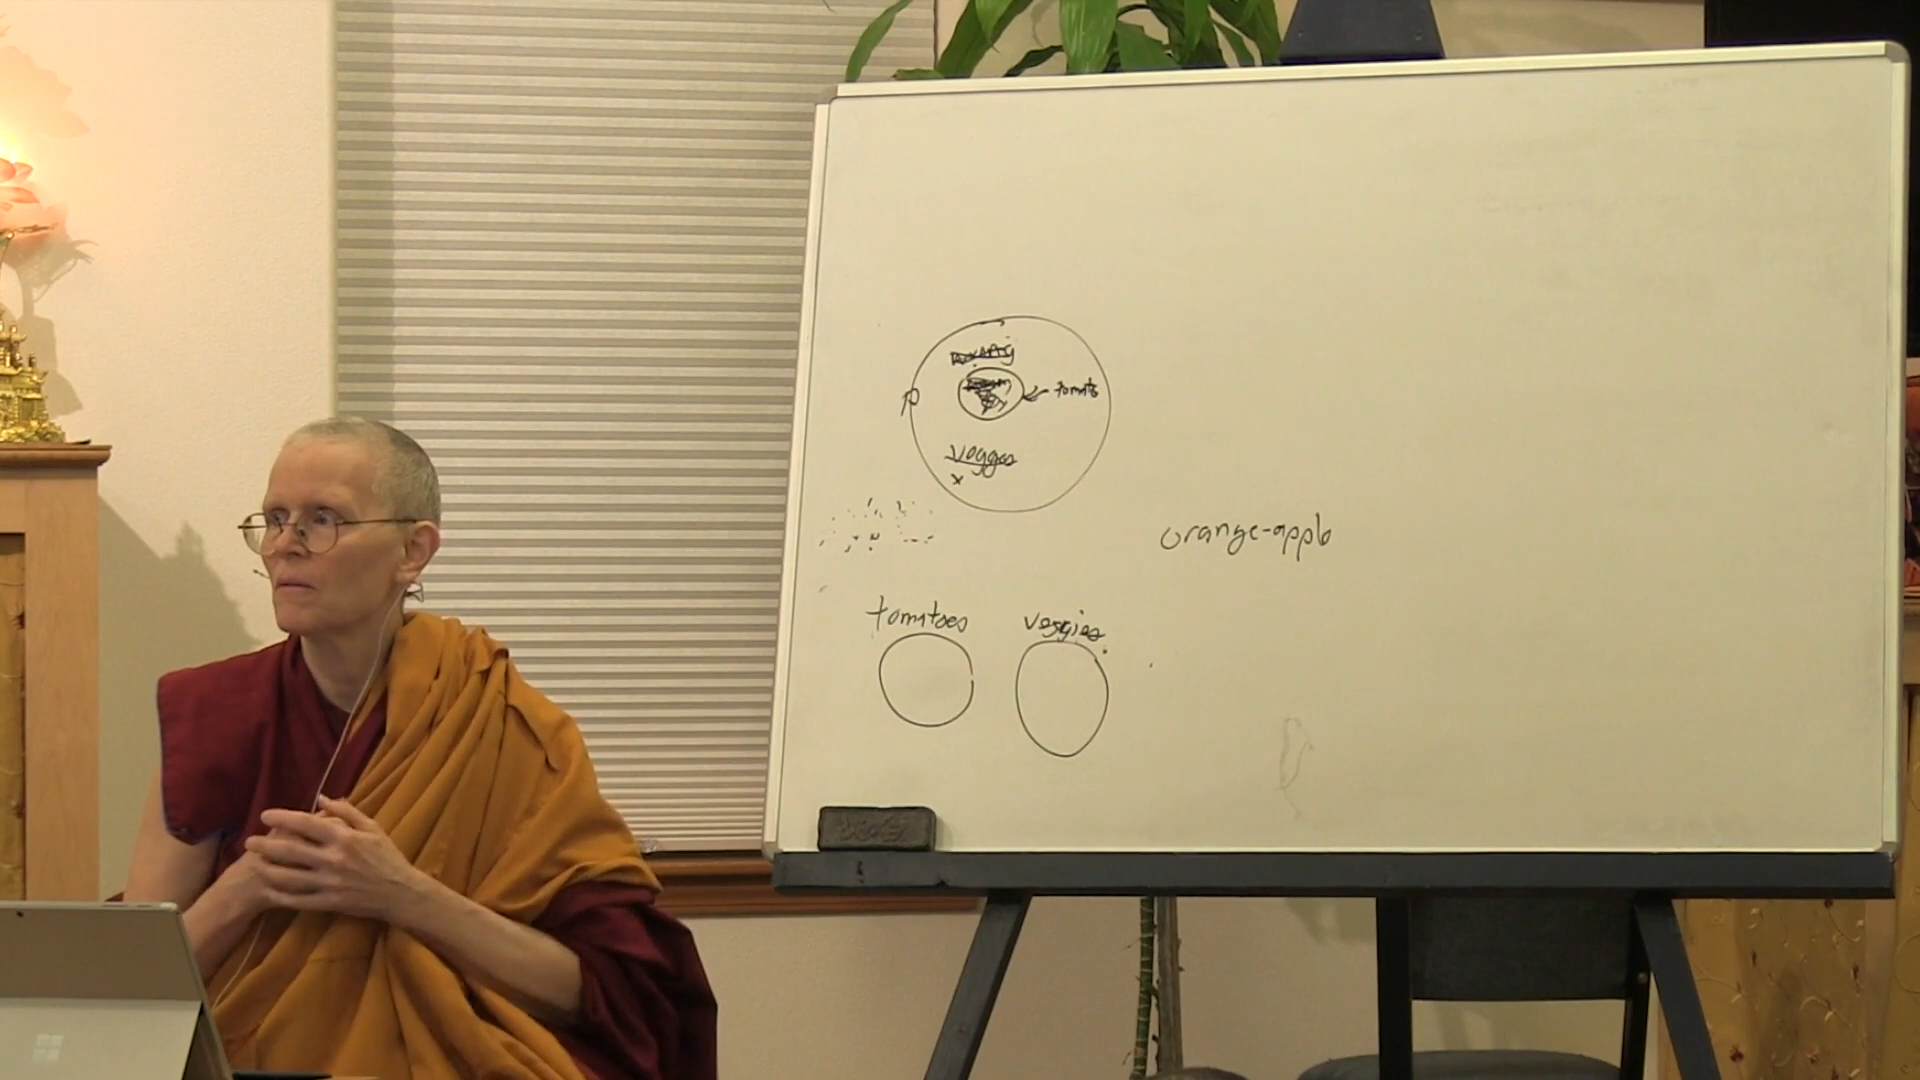 tomato
veggies
orange-apple
tomatoes veggies